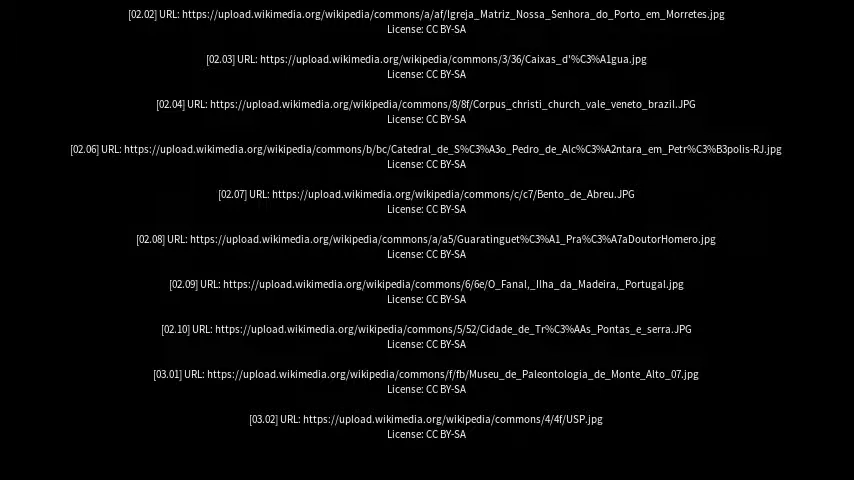 [02.02] URL: https://upload.wikimedia.org/wikipedia/commons/a/af/Igreja_Matriz_Nossa_Senhora_do_Porto_em_Morretes.jpg
License: CC BY-SA
[02.03] URL: https://upload.wikimedia.org/wikipedia/commons/3/36/Caixas_d'%C3%A1gua.jpg
License: CC BY-SA
[02.04] URL: https://upload.wikimedia.org/wikipedia/commons/8/8f/Corpus_christi_church_vale_veneto_brazil.JPG
License: CC BY-SA
[02.06] URL: https://upload.wikimedia.org/wikipedia/commons/b/bc/Catedral_de_S%C3%A3o_Pedro_de_Alc%C3%A2ntara_em_Petr%C3%B3polis-RJ.jpg
License: CC BY-SA
[02.07] URL: https://upload.wikimedia.org/wikipedia/commons/c/c7/Bento_de_Abreu.JPG
License: CC BY-SA
[02.08] URL: https://upload.wikimedia.org/wikipedia/commons/a/a5/Guaratinguet%C3%A1_Pra%C3%A7aDoutorHomero.jpg
License: CC BY-SA
[02.09] URL: https://upload.wikimedia.org/wikipedia/commons/6/6e/O_Fanal,_Ilha_da_Madeira,_Portugal.jpg
License: CC BY-SA
[02.10] URL: https://upload.wikimedia.org/wikipedia/commons/5/52/Cidade_de_Tr%C3%AAs_Pontas_e_serra.JPG
License: CC BY-SA
[03.01] URL: https://upload.wikimedia.org/wikipedia/commons/f/fb/Museu_de_Paleontologia_de_Monte_Alto_07.jpg
License: CC BY-SA
[03.02] URL: https://upload.wikimedia.org/wikipedia/commons/4/4f/USP.jpg
License: CC BY-SA